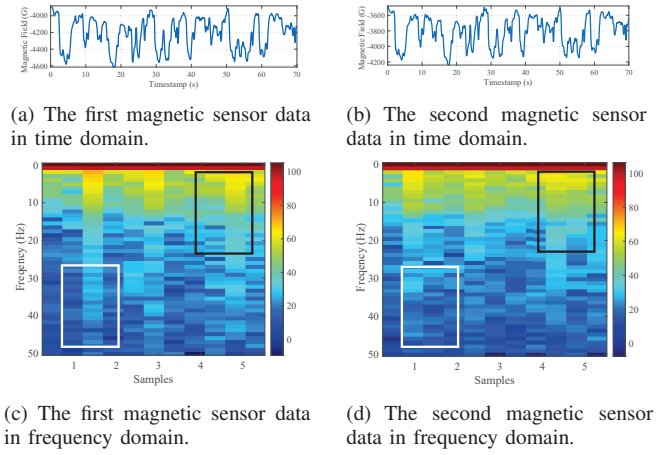 -4000
-4200
-4400
-4600
Magnetic Field (G)
0 10 20 30 40 50 60 70
Timestamp (s)
-3600
-3800
-4000
-4200
Magnetic Field (G)
0 10 20 30 40 50 60 70
Timestamp (s)
(a) The first magnetic sensor data
in time domain.
(b) The second magnetic sensor
data in time domain.
0
10
20
30
40
50
Freqency (Hz)
1 2 3 4 5
Samples
100
80
60
40
20
0
0
10
20
30
40
50
Freqency (Hz)
1 2 3 4 5
Samples
100
80
60
40
20
0
(c) The first magnetic sensor data
in frequency domain.
(d) The second magnetic sensor
data in frequency domain.